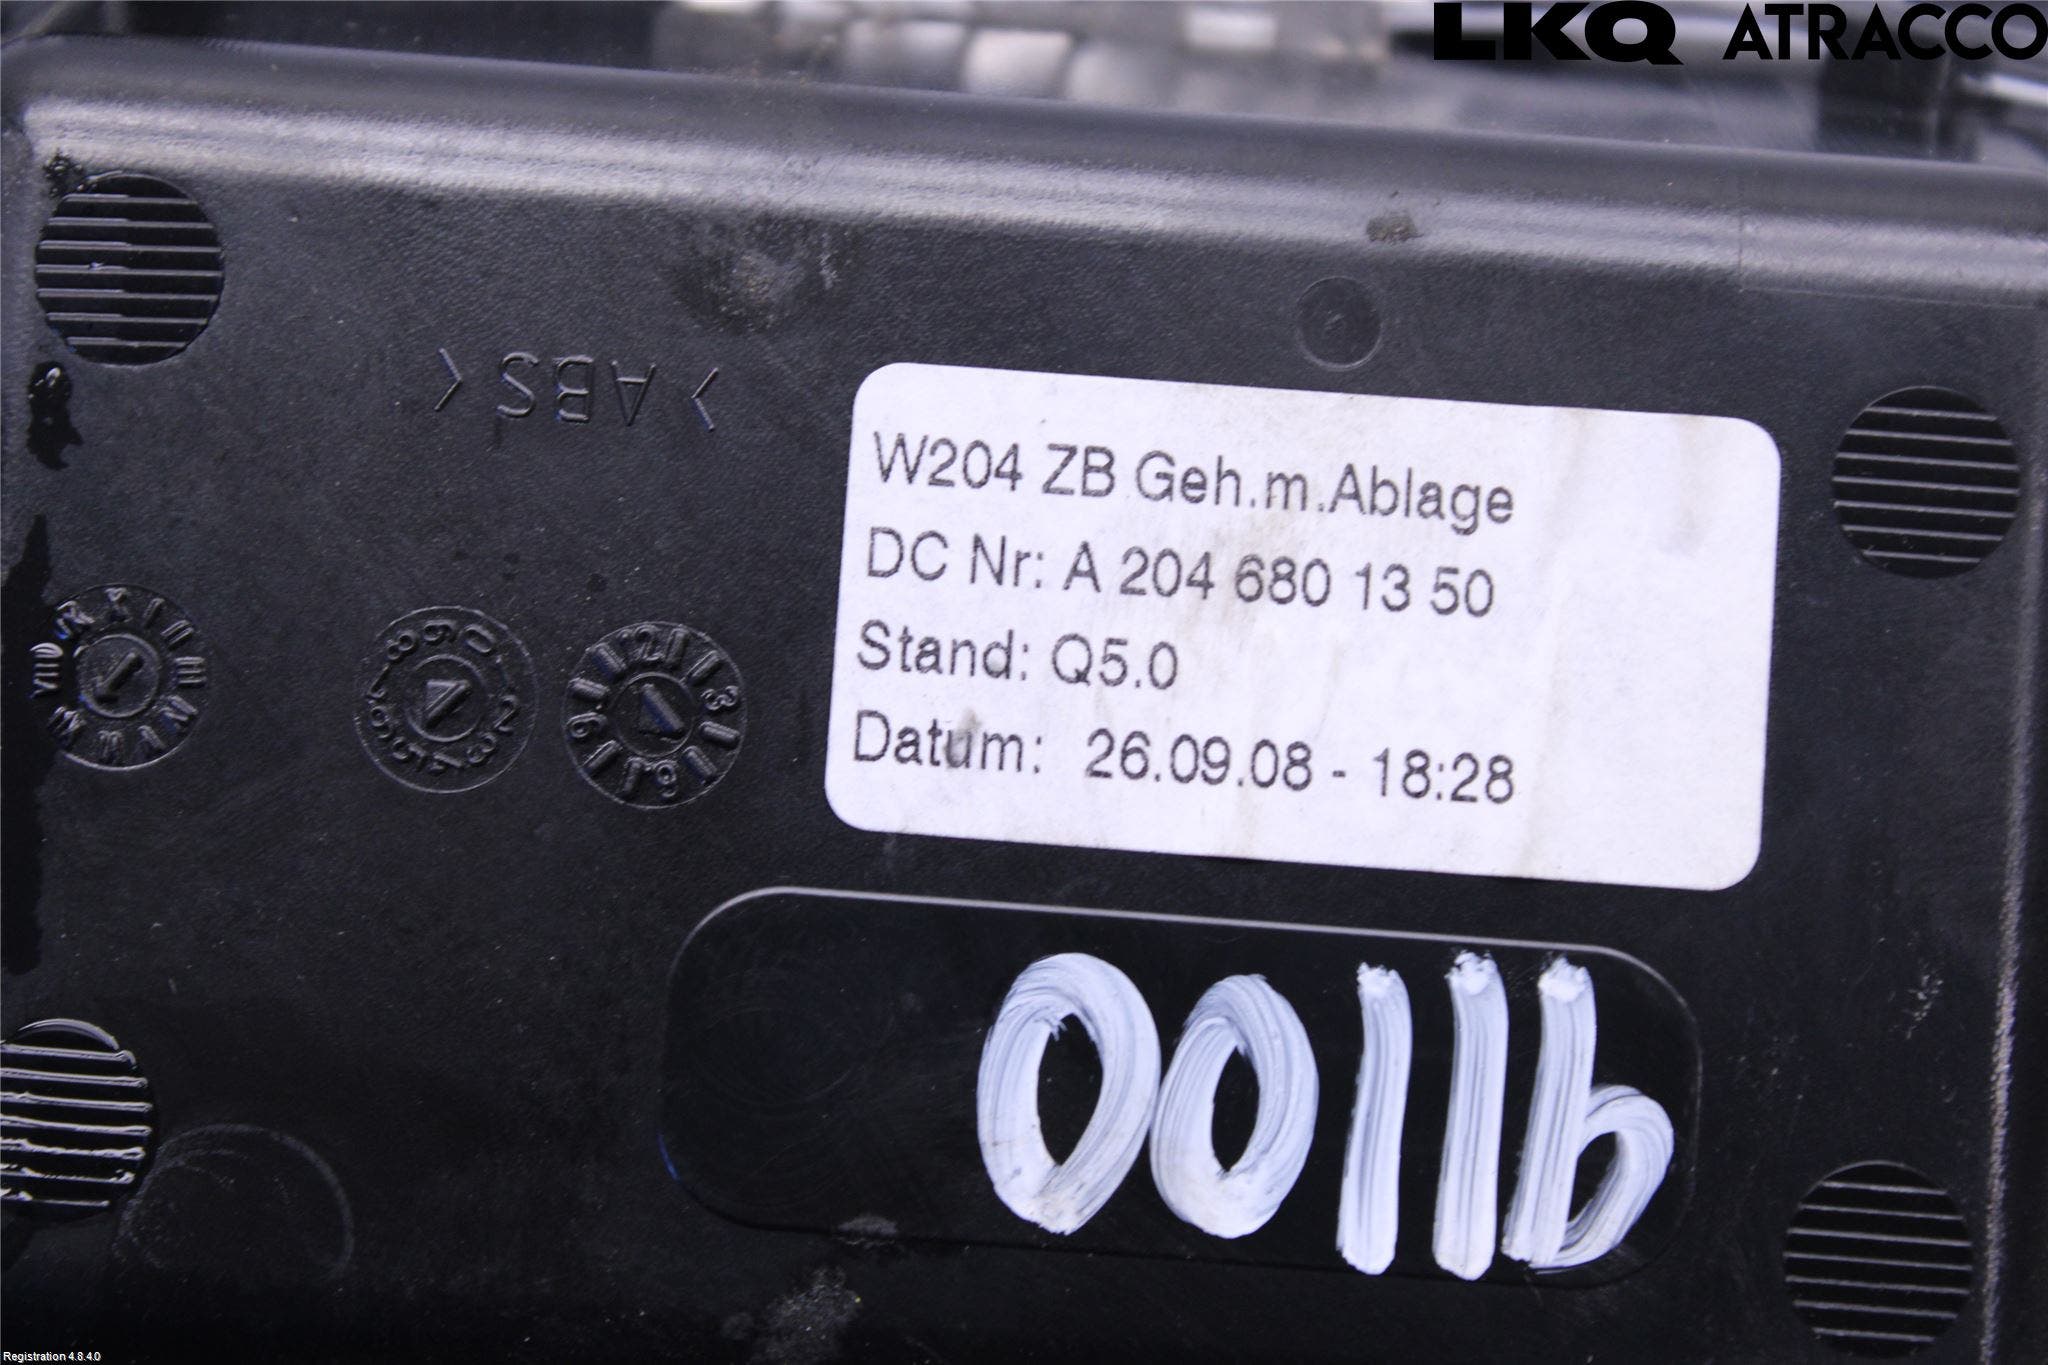 LKQ ATRACCO
>ABS<
W204 ZB Geh.m.Ablage
DC Nr: A 204 680 13 50
Stand: Q5.0
Datum: 26.09.08 - 18:28
00116
Registration 4.8.4.0